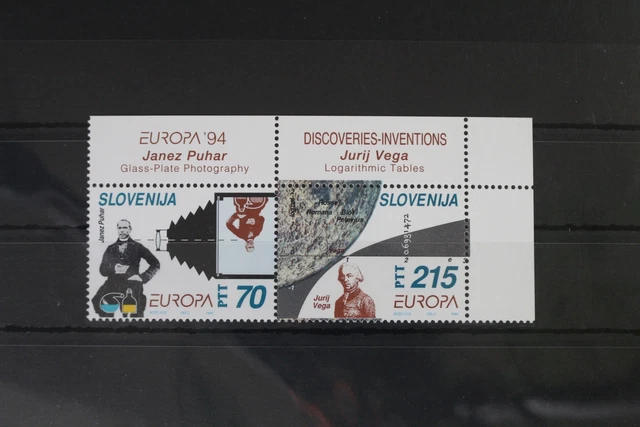 EUROPA '94
Janez Puhar
Glass-Plate Photography
DISCOVERIES-INVENTIONS
Jurij Vega
Logarithmic Tables
SLOVENIJA
Janez Puhar
EUROPA
PTT 70
SLOVENIJA
Jurij
Vega
PTT 215
EUROPA